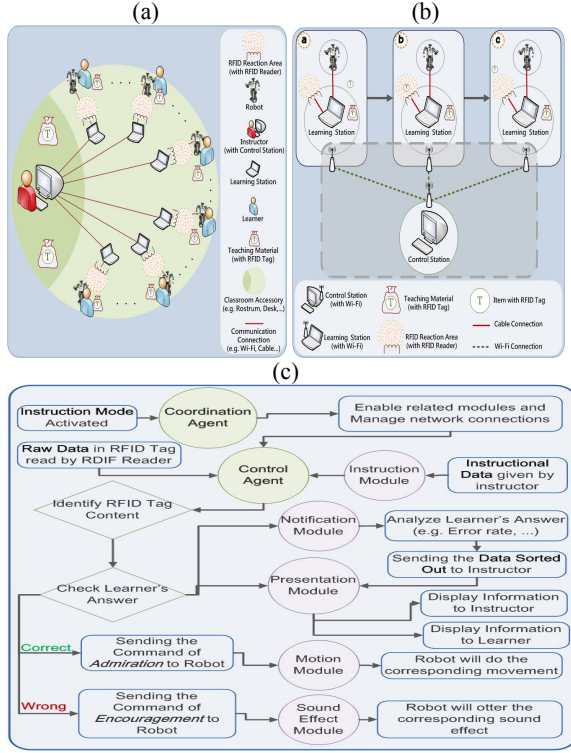 (a)
T
T
RFID Reaction Area
(with RFID Reader)
Robot
Instructor
(with Control Station)
Learning Station
Learner
T
Teaching Material
(with RFID Tag)
Classroom Accessory
(e.g. Rostrum, Desk,...)
Communication
Connection
(e.g. Wi-Fi, Cable...)
(b)
a
b
c
Learning Station
Learning Station
Learning Station
Control Station
Control Station
(with Wi-Fi)
Teaching Material
(with RFID Tag)
T
Item with RFID Tag
Learning Station
(with Wi-Fi)
RFID Reaction Area
(with RFID Reader)
Cable Connection
Wi-Fi Connection
(c)
Instruction Mode
Activated
Coordination
Agent
Enable related modules and
Manage network connections
Raw Data in RFID Tag
read by RDIF Reader
Control
Agent
Instruction
Module
Instructional
Data given by
instructor
Identify RFID Tag
Content
Notification
Module
Analyze Learner's Answer
(e.g. Error rate, ...)
Sending the Data Sorted
Out to Instructor
Check Learner's
Answer
Presentation
Module
Display Information
to Instructor
Display Information
to Learner
Correct
Sending the
Command of
Admiration to Robot
Motion
Module
Robot will do the
corresponding movement
Wrong
Sending the
Command of
Encouragement to
Robot
Sound
Effect
Module
Robot will otter the
corresponding sound
effect